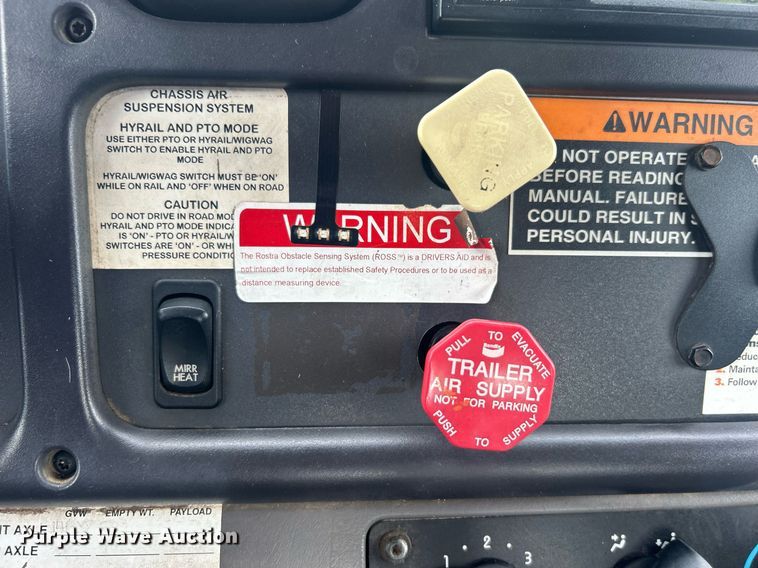 CHASSIS AIR
SUSPENSION SYSTEM
HYRAIL AND PTO MODE
USE EITHER PTO OR HYRAIL/WIGWAG
SWITCH TO ENABLE HYRAIL AND PTO
MODE
HYRAIL/WIGWAG SWITCH MUST BE 'ON'
WHILE ON RAIL AND 'OFF' WHEN ON ROAD
CAUTION
DO NOT DRIVE IN ROAD MODE
HYRAIL AND PTO MODE
IS 'ON' - PTO OR HYRAIL
SWITCHES ARE 'ON' - OR
PRESSURE
WARNING
The Rostra Obstacle Sensing System (ROSS™) is a DRIVERS AID and is
not intended to replace established Safety Procedures or to be used as a
distance measuring device.
PARKING
WARNING
NOT OPERATE
BEFORE READING
MANUAL. FAILURE
COULD RESULT IN
PERSONAL INJURY.
MIRR
HEAT
PULL TO EVACUATE
TRAILER
AIR SUPPLY
NOT FOR PARKING
PUSH TO SUPPLY
2. Mainta
3. Follow
GVW EMPTY WT. PAYLOAD
AXLE
AXLE
Purple Wave Auction
1 • 2 • 3